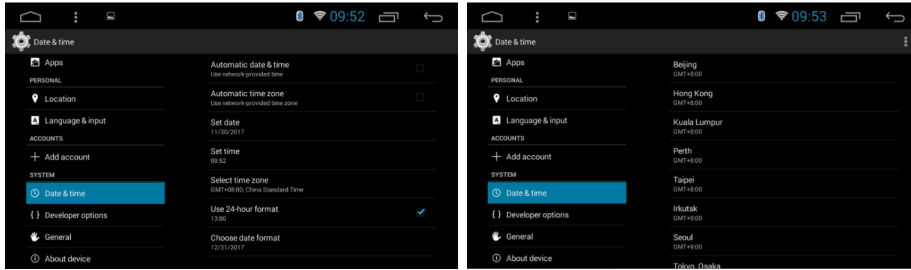 09:52
Date & time
Apps
PERSONAL
Location
Language & input
ACCOUNTS
Add account
SYSTEM
Date & time
Developer options
General
About device
Automatic date & time
Use network-provided time
Automatic time zone
Use network-provided time zone
Set date
11/30/2017
Set time
09:52
Select time zone
GMT+08:00, China Standard Time
Use 24-hour format
13:00
Choose date format
12/31/2017
09:53
Date & time
Apps
PERSONAL
Location
Language & input
ACCOUNTS
Add account
SYSTEM
Date & time
Developer options
General
About device
Beijing
GMT+8:00
Hong Kong
GMT+8:00
Kuala Lumpur
GMT+8:00
Perth
GMT+8:00
Taipei
GMT+8:00
Irkutsk
GMT+9:00
Seoul
GMT+9:00
Tokyo, Osaka